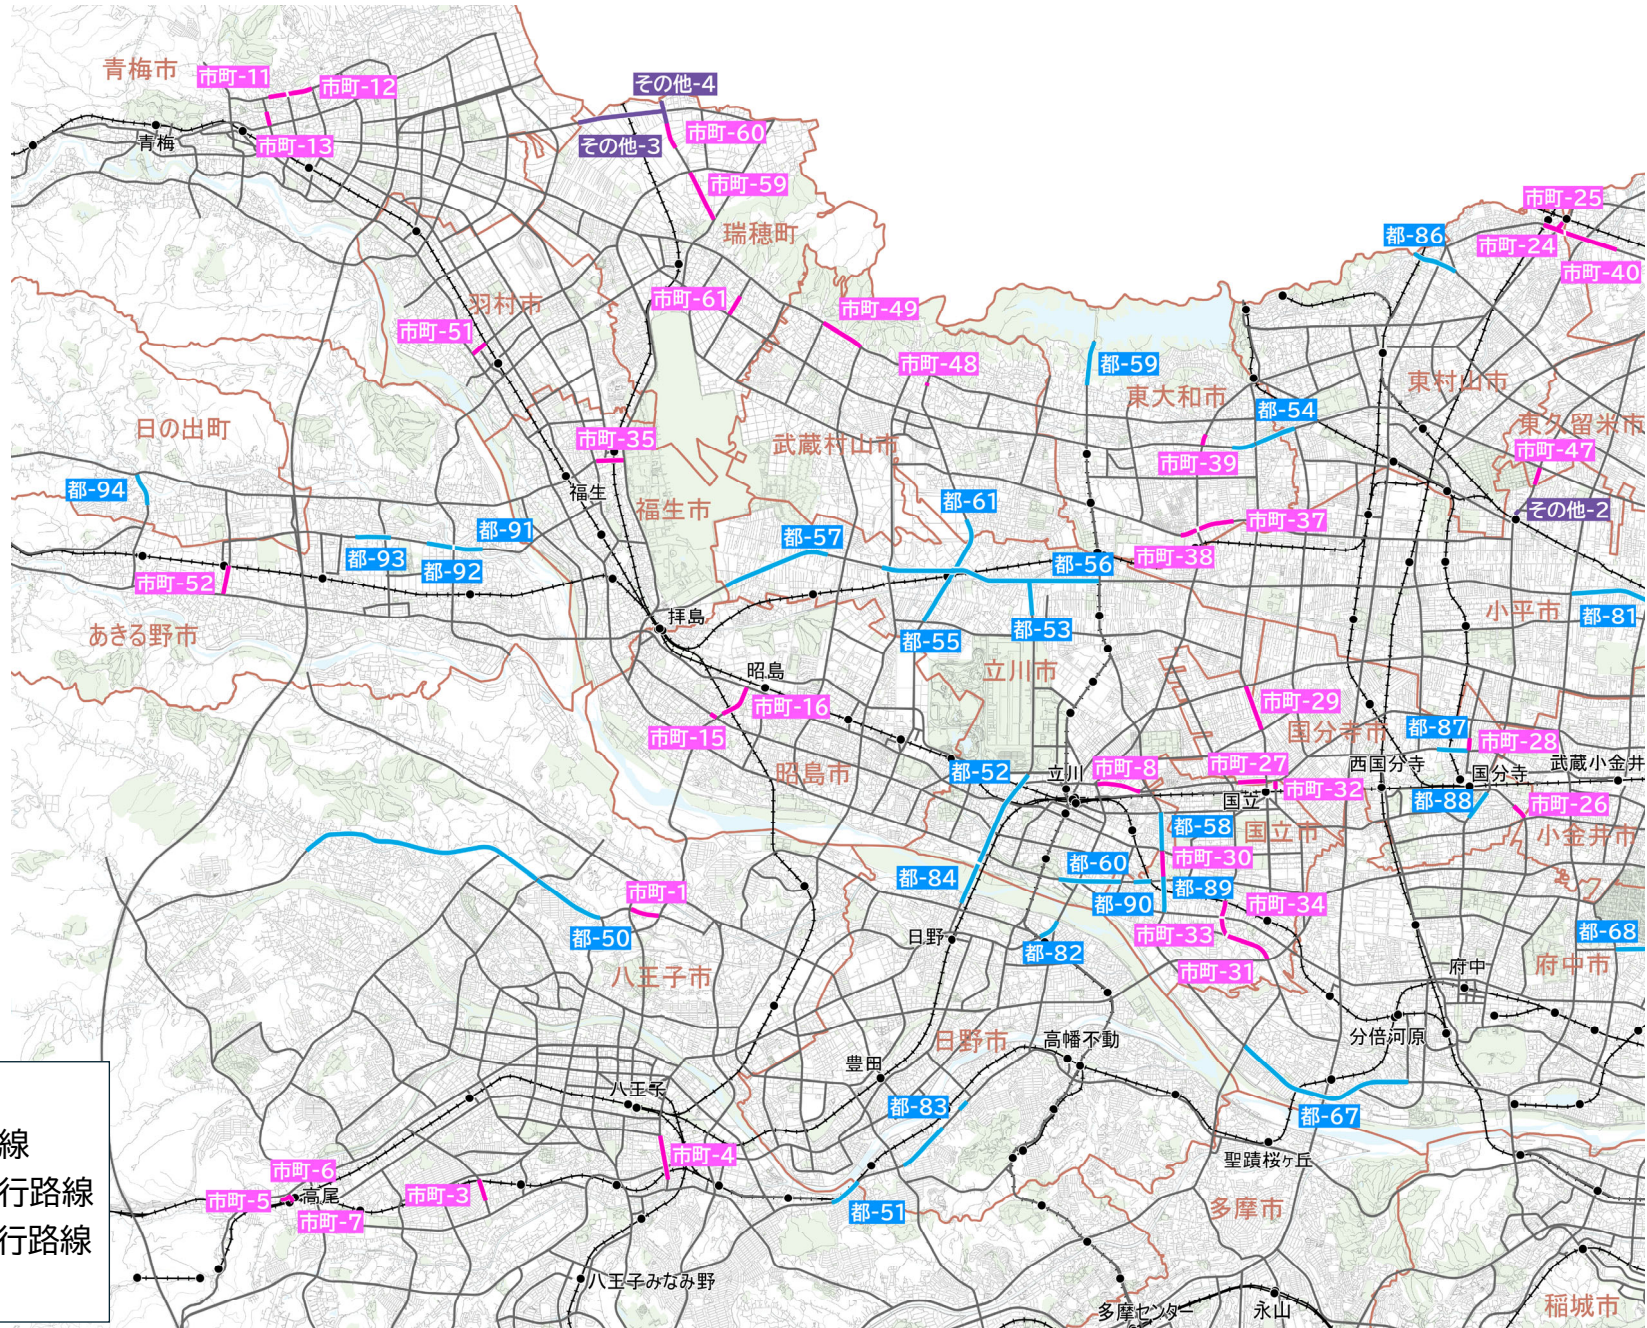 青梅市
市町-11
市町-12
その他-4
青梅
市町-13
その他-3
市町-60
市町-59
市町-25
瑞穂町
都-86
市町-24
市町-40
市町-61
羽村市
市町-49
市町-51
市町-48
都-59
東大和市
東村山市
日の出町
市町-35
武蔵村山市
都-54
東久留米市
市町-39
市町-47
都-94
福生
福生市
都-61
その他-2
都-91
都-57
市町-37
都-93
都-92
都-56
市町-38
市町-52
あきる野市
拝島
都-55
都-53
小平市
都-81
昭島
立川市
市町-16
市町-29
市町-15
国分寺市
都-87
市町-28
昭島市
都-52
立川
市町-8
市町-27
西国分寺
国分寺
武蔵小金井
国立
市町-32
都-88
市町-26
都-58
国立市
小金井市
市町-30
都-60
都-84
都-89
市町-1
都-90
市町-34
都-50
日野
市町-33
都-82
都-68
八王子市
市町-31
府中
府中市
日野市
高幡不動
分倍河原
豊田
八王子
都-83
都-67
線
市町-4
聖蹟桜ヶ丘
市町-6
行路線
市町-5
高尾
市町-3
市町-7
都-51
多摩市
行路線
八王子みなみ野
多摩センター
永山
稲城市